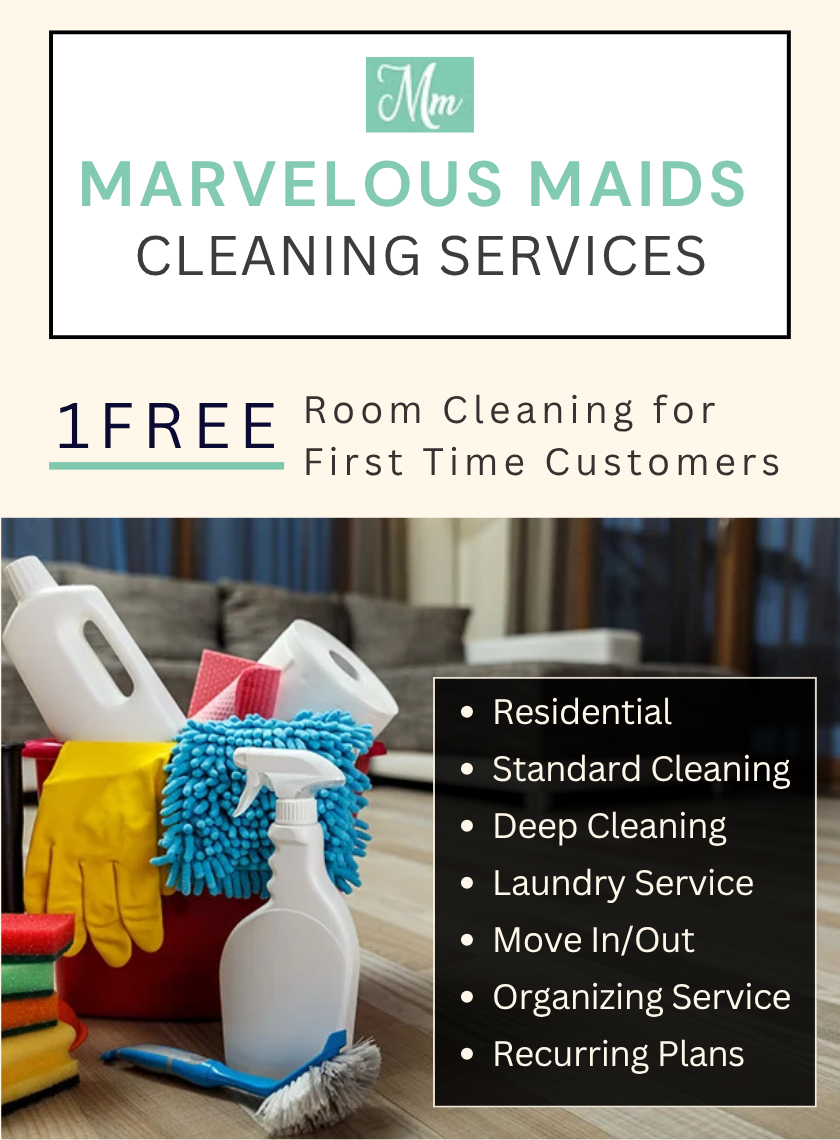 Mm
MARVELOUS MAIDS
CLEANING SERVICES
1FREE
Room Cleaning for
First Time Customers
• Residential
• Standard Cleaning
• Deep Cleaning
• Laundry Service
• Move In/Out
• Organizing Service
• Recurring Plans